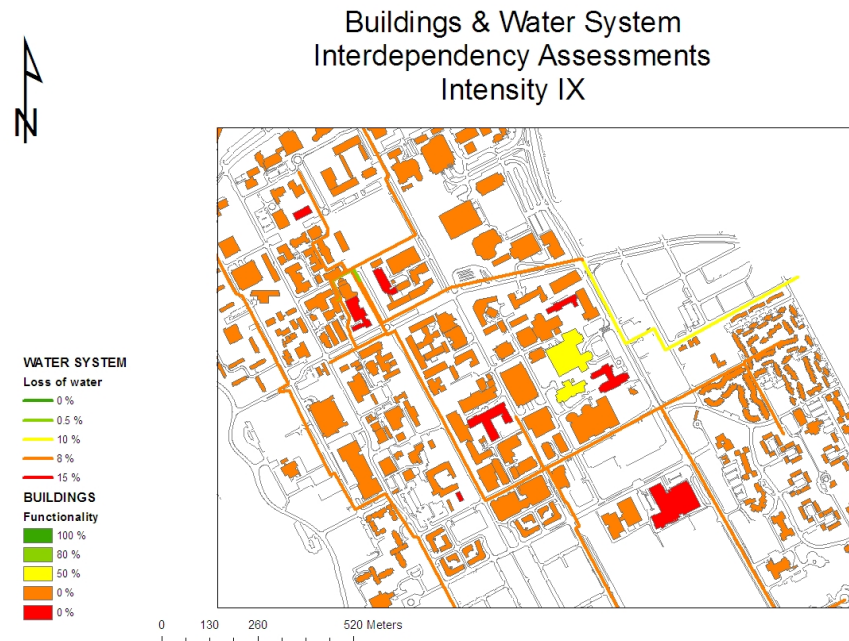 Buildings & Water System
Interdependency Assessments
Intensity IX
N
WATER SYSTEM
Loss of water
0 %
0.5 %
10 %
8 %
15 %
BUILDINGS
Functionality
100 %
80 %
50 %
0 %
0 %
0 130 260 520 Meters